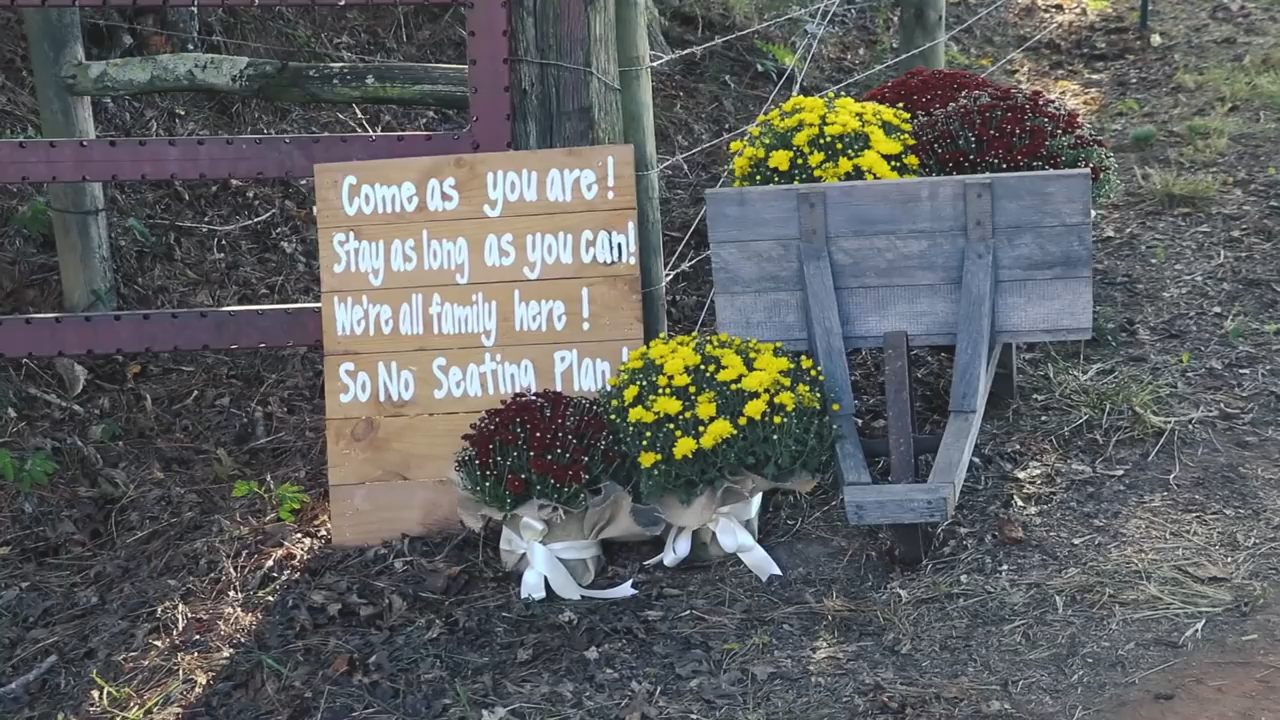 Come as you are!
Stay as long as you can!
We're all family here!
So No Seating Plan!